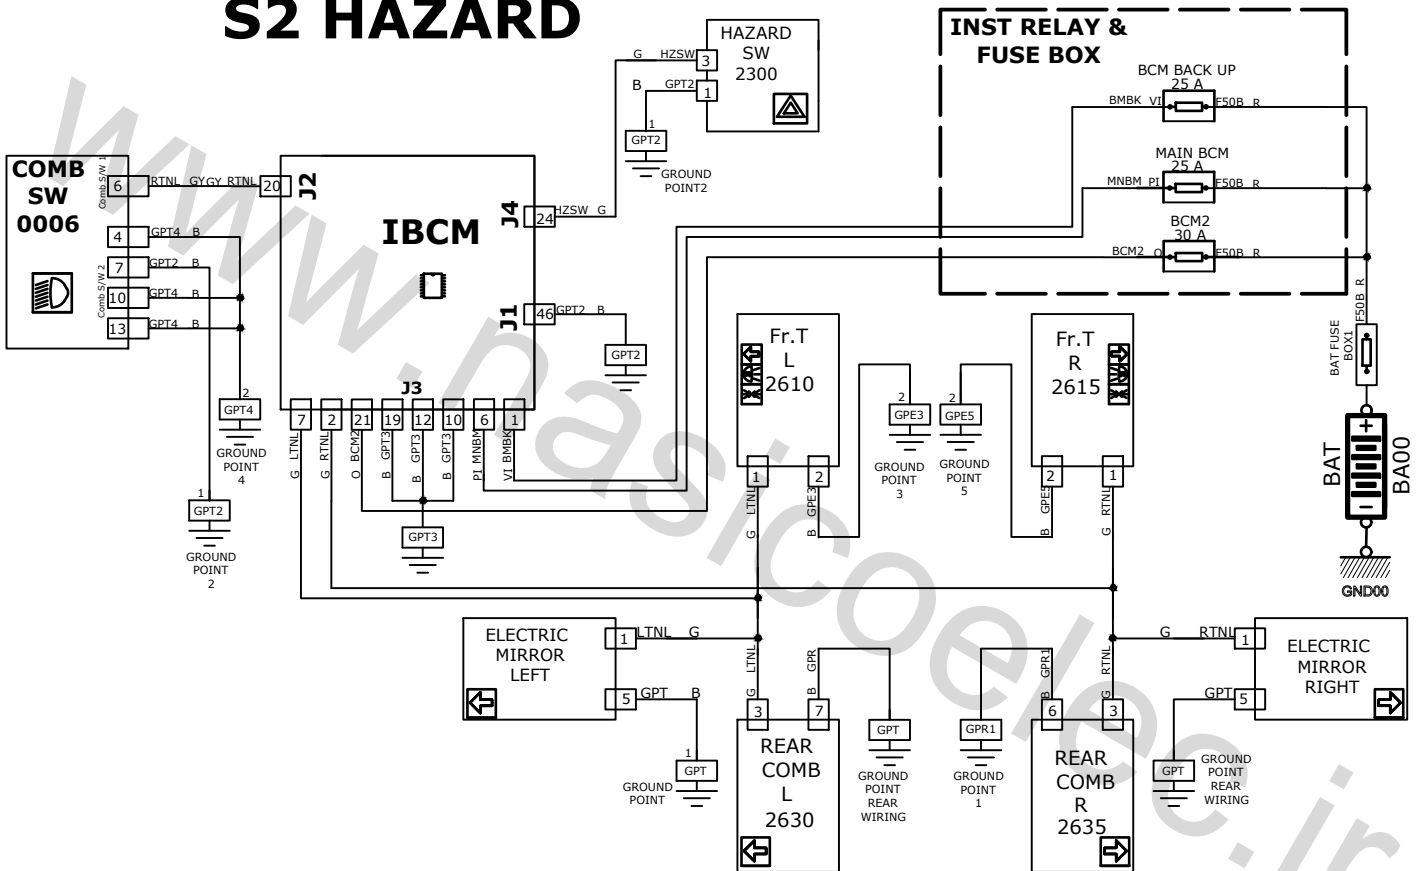 S2 HAZARD
HAZARD
SW
2300
G HZSW 3
B GPT2 1
1
GPT2
GROUND
POINT2
INST RELAY &
FUSE BOX
BCM BACK UP
25 A
BMBK VI F50B R
MAIN BCM
25 A
MNBM PI F50B R
BCM2
30 A
BCM2 O F50B R
F50B R
BAT FUSE
BOX1
BAT
BA00
GND00
COMB
SW
0006
Comb S/W 1
Comb S/W 2
6 RTNL GY GY RTNL 20
4 GPT4 B
7 GPT2 B
10 GPT4 B
13 GPT4 B
2
GPT4
GROUND
POINT
4
1
GPT2
GROUND
POINT
2
IBCM
J2
J4
J1
J3
24 HZSW G
46 GPT2 B
GPT2
7 2 21 19 12 10 6 1
G LTNL
G RTNL
O BCM2
B GPT3
B GPT3
B GPT3
PI MNBM
VI BMBK
GPT3
Fr.T
L
2610
1 2
G LTNL
B GPE3
2
GPE3
GROUND
POINT
3
2
GPE5
GROUND
POINT
5
Fr.T
R
2615
2 1
B GPE5
G RTNL
ELECTRIC
MIRROR
LEFT
1 LTNL G
5 GPT B
1
GPT
GROUND
POINT
G LTNL
B GPR
3 7
REAR
COMB
L
2630
GPT
GROUND
POINT
REAR
WIRING
GPR1
GROUND
POINT
1
B GPR1
G RTNL
6 3
REAR
COMB
R
2635
G RTNL 1
GPT 5
ELECTRIC
MIRROR
RIGHT
GPT
GROUND
POINT
REAR
WIRING
www.nasicoelec.ir